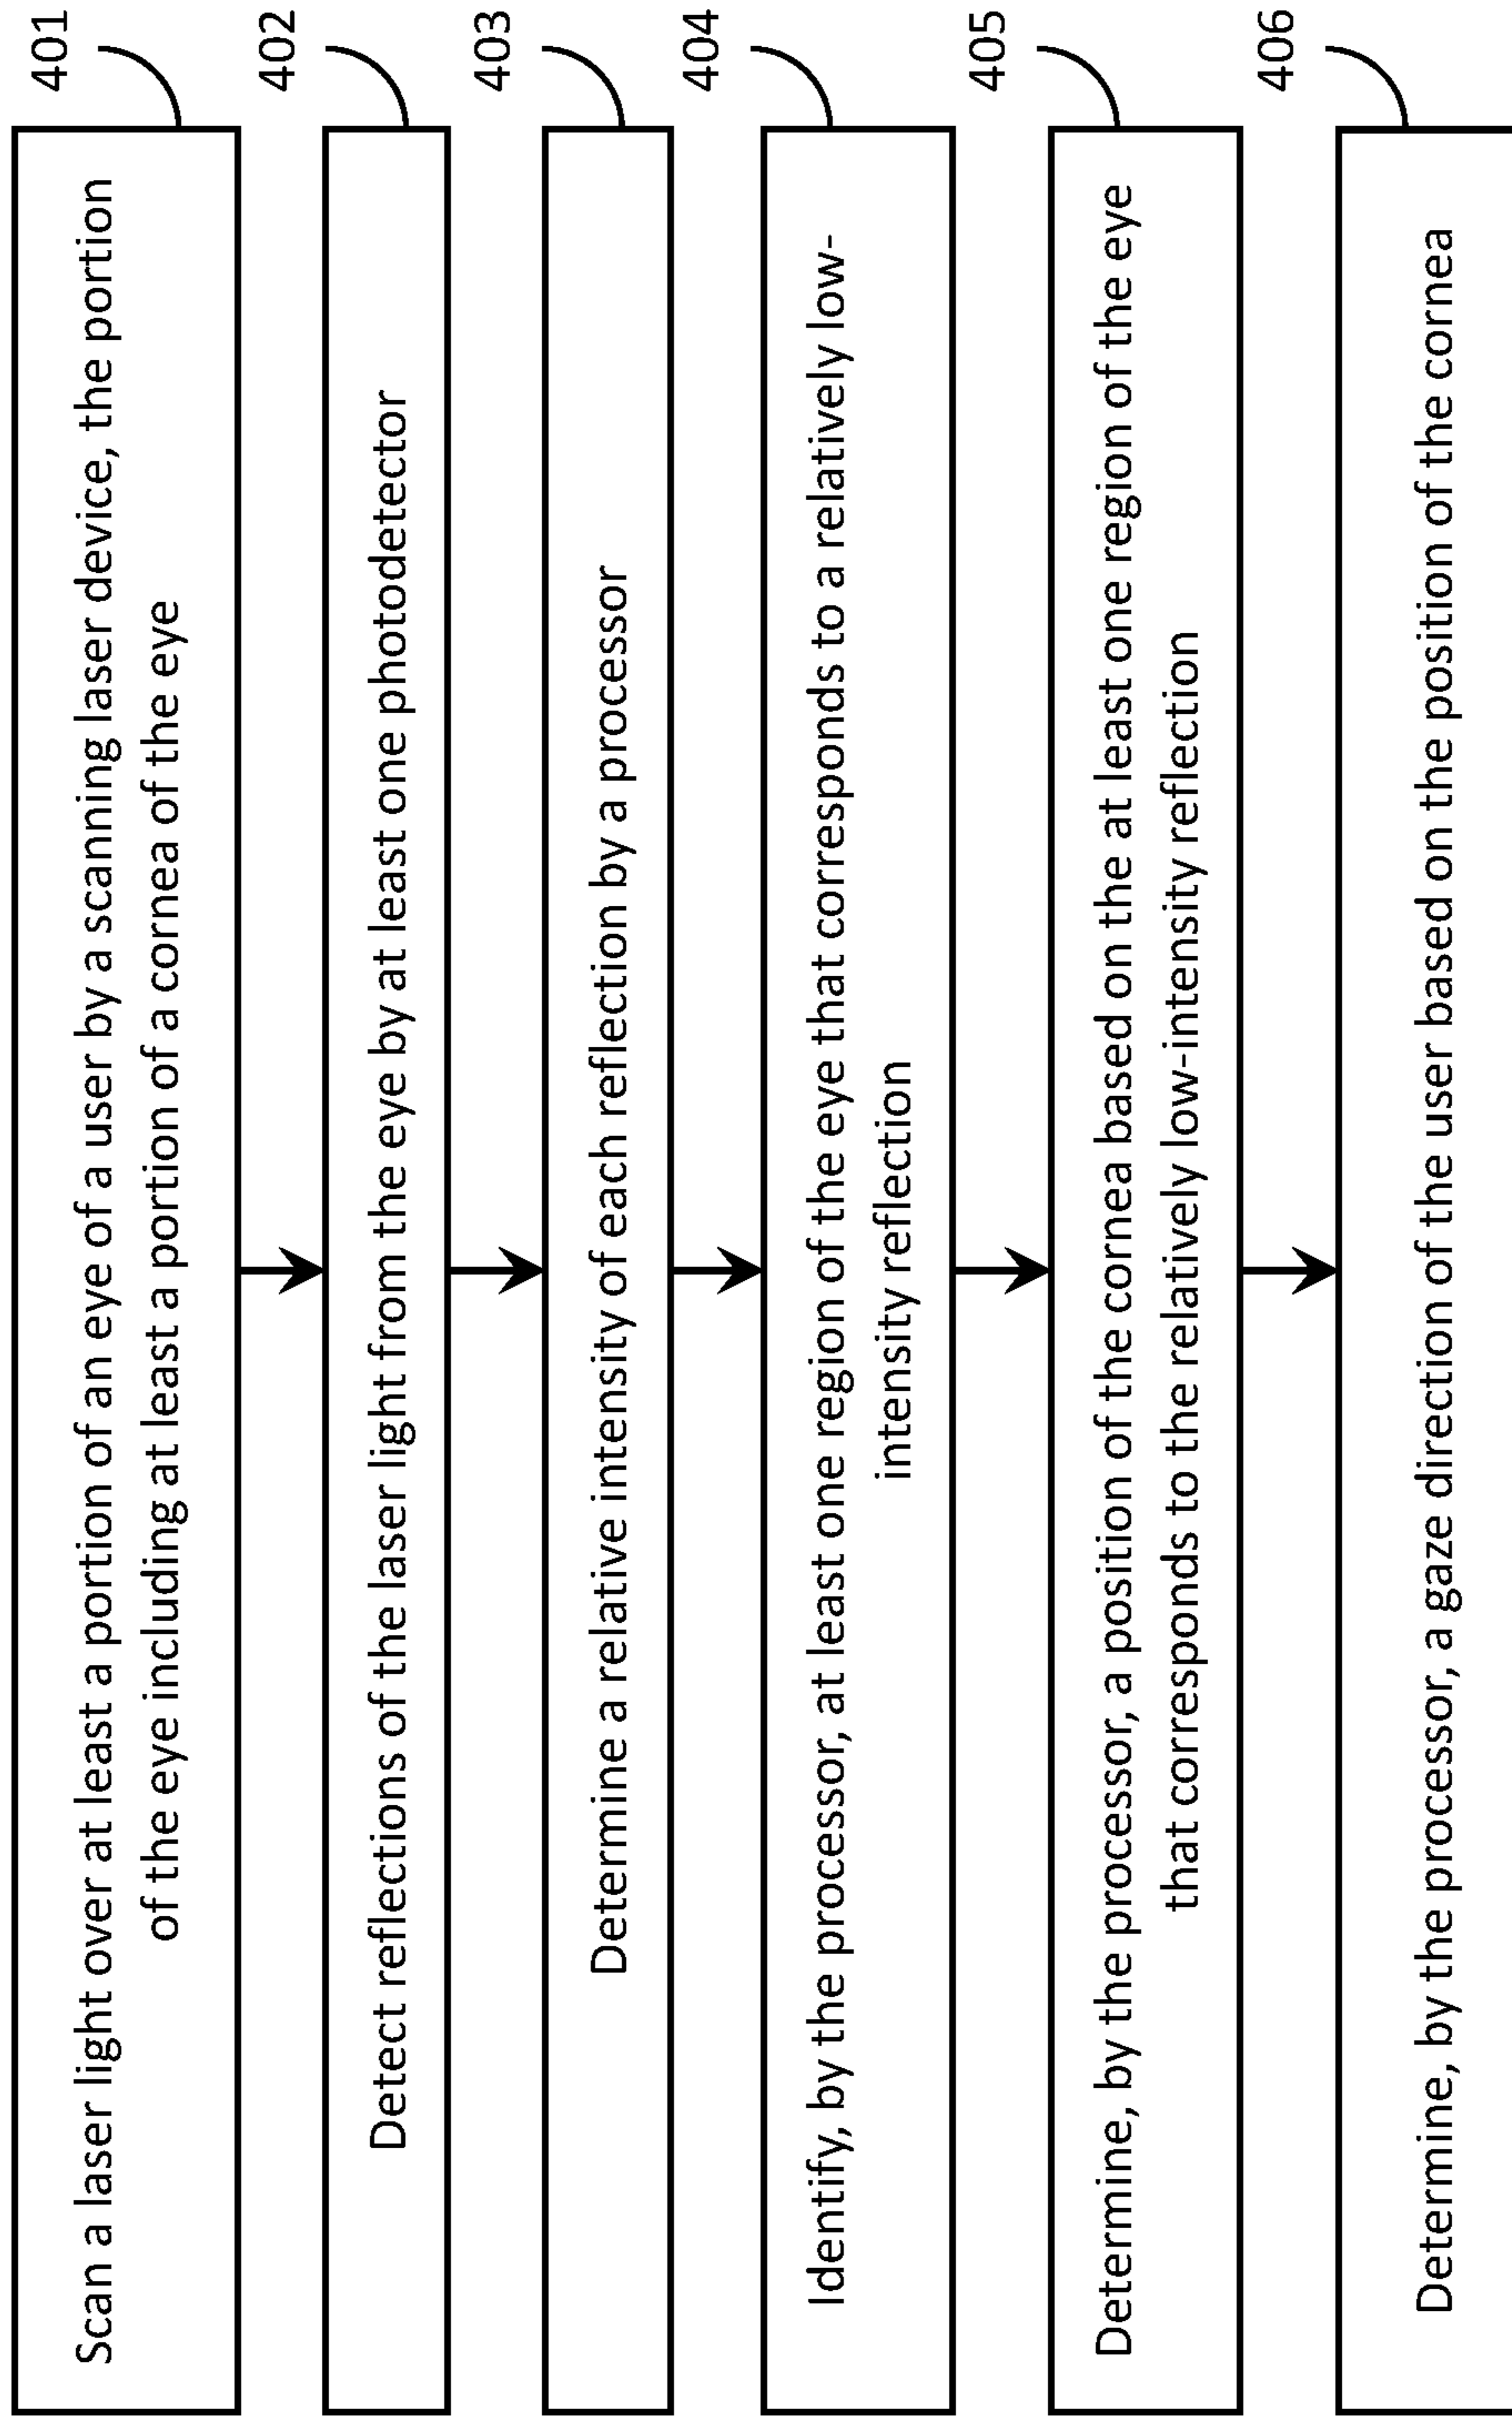 401
Scan a laser light over at least a portion of an eye of a user by a scanning laser device, the portion
of the eye including at least a portion of a cornea of the eye
402
Detect reflections of the laser light from the eye by at least one photodetector
403
Determine a relative intensity of each reflection by a processor
404
Identify, by the processor, at least one region of the eye that corresponds to a relatively low-
intensity reflection
405
Determine, by the processor, a position of the cornea based on the at least one region of the eye
that corresponds to the relatively low-intensity reflection
406
Determine, by the processor, a gaze direction of the user based on the position of the cornea